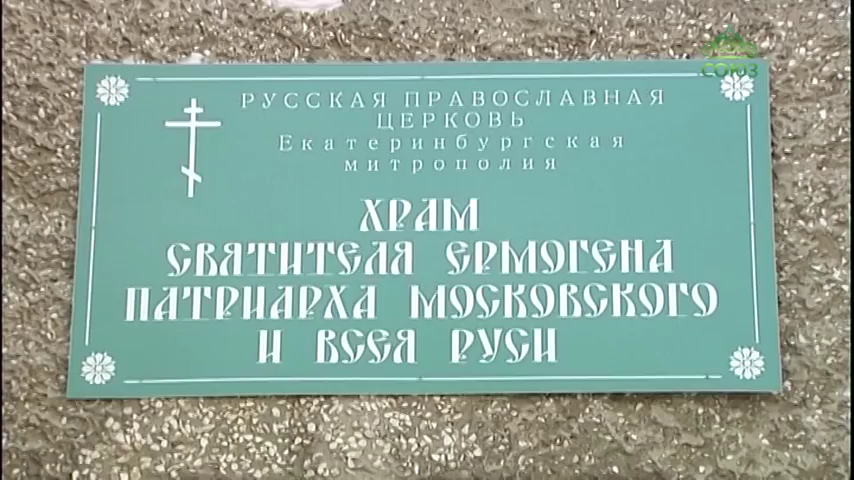 СОЮЗ
РУССКАЯ ПРАВОСЛАВНАЯ
ЦЕРКОВЬ
Екатеринбургская
митрополия
ХРАМ
СВЯТИТЕЛЯ ЕРМОГЕНА
ПАТРИАРХА МОСКОВСКОГО
И ВСЕЯ РУСИ